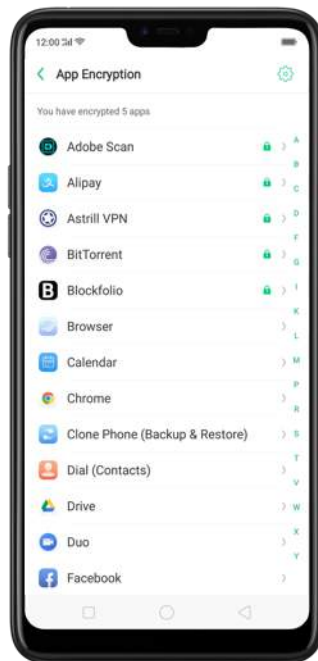 12:00
App Encryption
You have encrypted 5 apps
Adobe Scan
Alipay
Astrill VPN
BitTorrent
B Blockfolio
Browser
Calendar
Chrome
Clone Phone (Backup & Restore)
Dial (Contacts)
Drive
Duo
f Facebook
A
B
C
D
F
G
I
K
L
M
P
R
S
T
V
W
X
Y